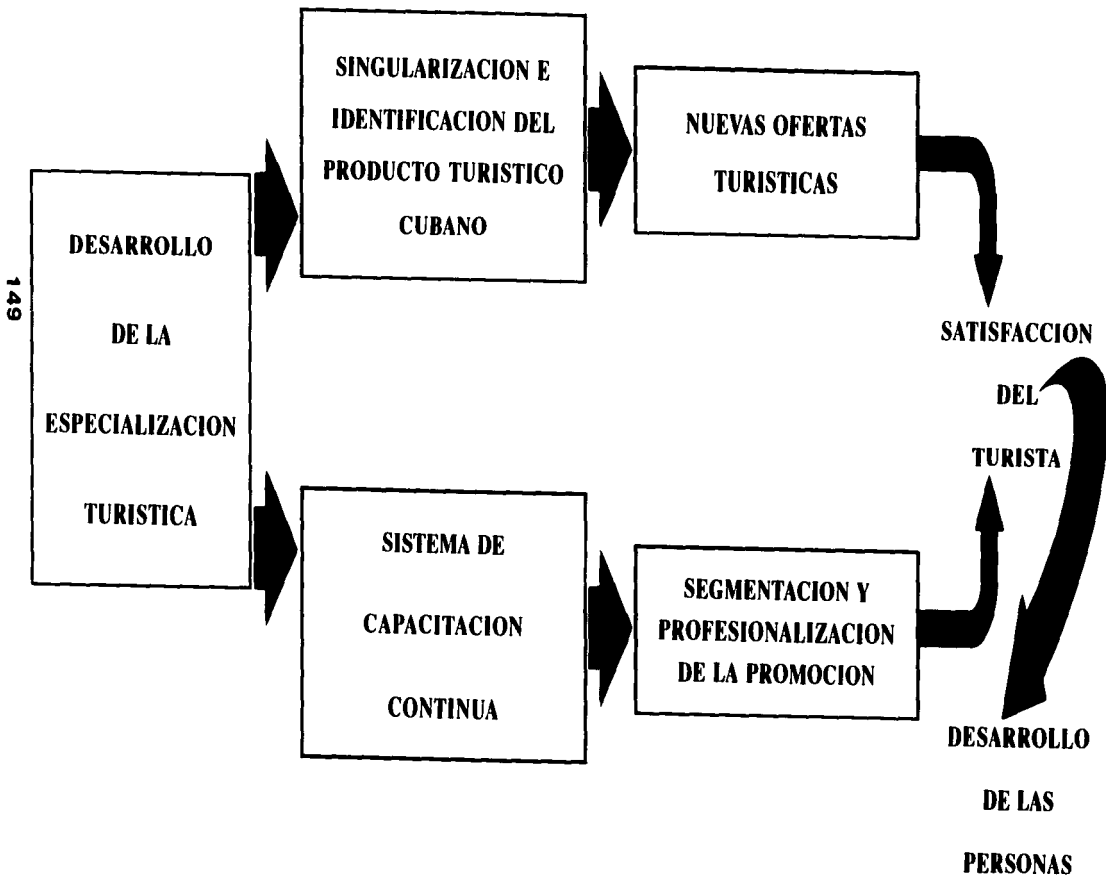 149
DESARROLLO
DE LA
ESPECIALIZACION
TURISTICA
SINGULARIZACION E
IDENTIFICACION DEL
PRODUCTO TURISTICO
CUBANO
NUEVAS OFERTAS
TURISTICAS
SISTEMA DE
CAPACITACION
CONTINUA
SEGMENTACION Y
PROFESIONALIZACION
DE LA PROMOCION
SATISFACCION
DEL
TURISTA
DESARROLLO
DE LAS
PERSONAS